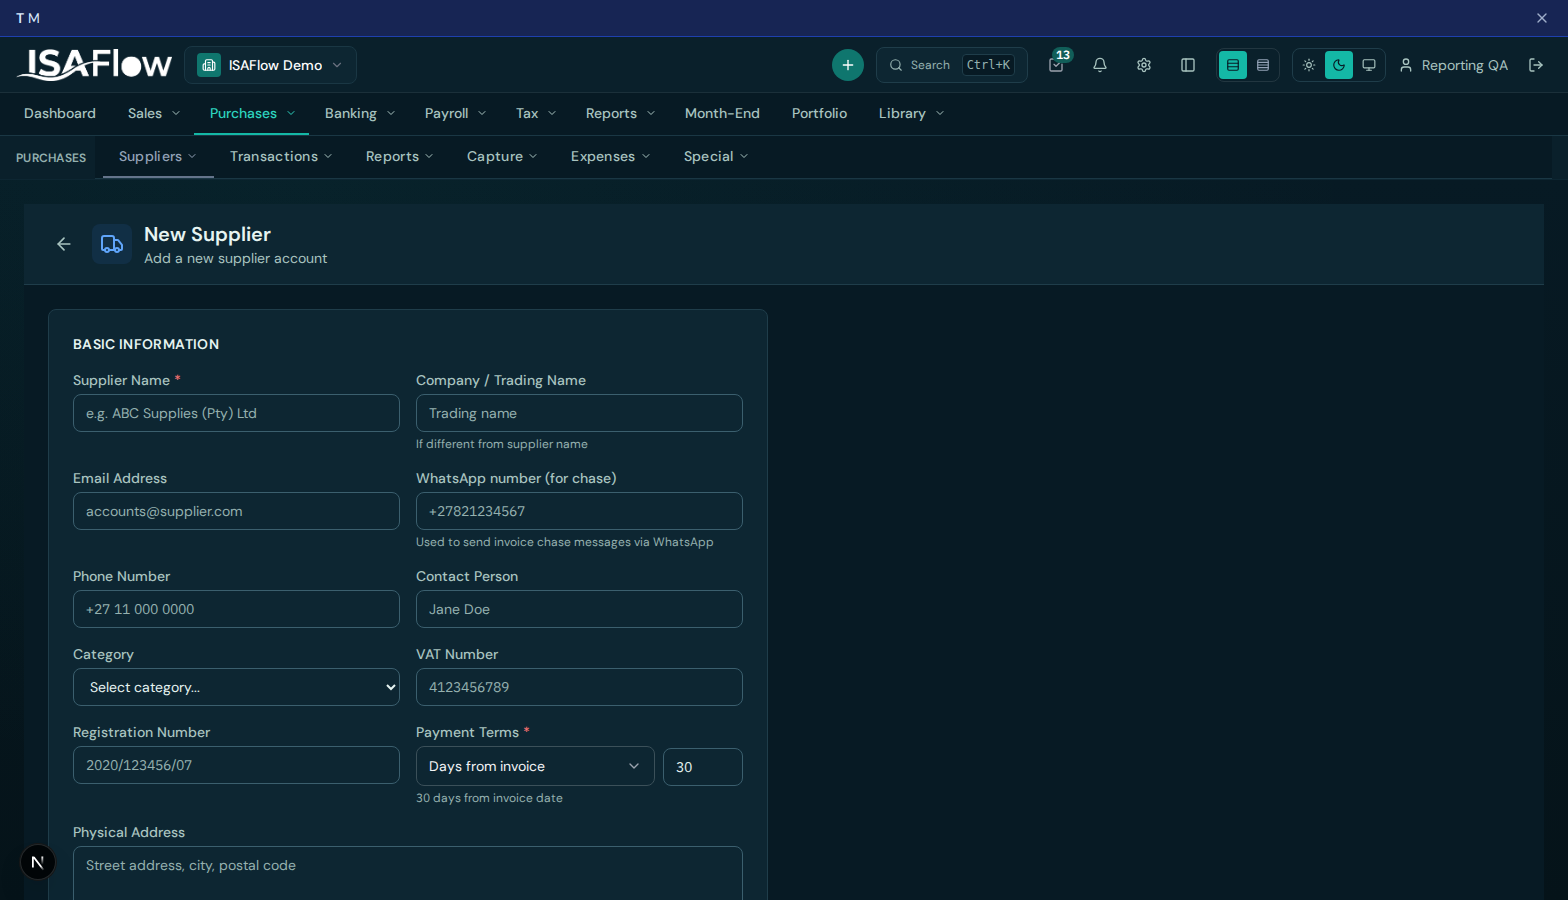 T M
ISAFlow
ISAFlow Demo
Search Ctrl+K
13
Reporting QA
Dashboard Sales Purchases Banking Payroll Tax Reports Month-End Portfolio Library
PURCHASES Suppliers Transactions Reports Capture Expenses Special
New Supplier
Add a new supplier account
BASIC INFORMATION
Supplier Name * Company / Trading Name
e.g. ABC Supplies (Pty) Ltd Trading name
If different from supplier name
Email Address WhatsApp number (for chase)
accounts@supplier.com +27821234567
Used to send invoice chase messages via WhatsApp
Phone Number Contact Person
+27 11 000 0000 Jane Doe
Category VAT Number
Select category... 4123456789
Registration Number Payment Terms *
2020/123456/07 Days from invoice 30
30 days from invoice date
Physical Address
Street address, city, postal code
N